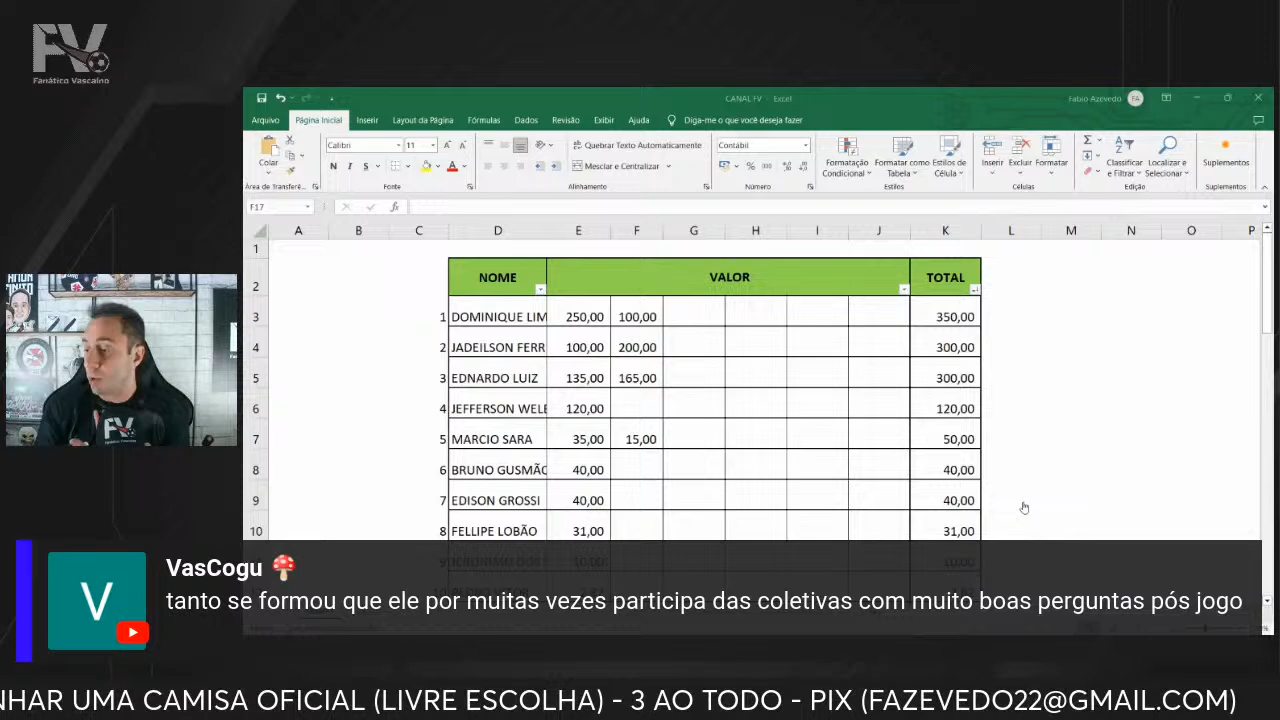 FV
Fanático Vascaíno
CANAL FV - Excel
Fabio Azevedo
FA
Arquivo Página Inicial Inserir Layout da Página Fórmulas Dados Revisão Exibir Ajuda Diga-me o que você deseja fazer
Colar
Calibri 11
N I S
Quebrar Texto Automaticamente
Mesclar e Centralizar
Contábil
Formatação Condicional
Formatar como Tabela
Estilos de Célula
Inserir Excluir Formatar
Classificar e Filtrar
Localizar e Selecionar
Suplementos
Área de Transferê... Fonte Alinhamento Número Estilos Células Edição Suplementos
F17 fx
A B C D E F G H I J K L M N O P
1
2 NOME VALOR TOTAL
3 1 DOMINIQUE LIM 250,00 100,00 350,00
4 2 JADEILSON FERR 100,00 200,00 300,00
5 3 EDNARDO LUIZ 135,00 165,00 300,00
6 4 JEFFERSON WELE 120,00 120,00
7 5 MARCIO SARA 35,00 15,00 50,00
8 6 BRUNO GUSMÃO 40,00 40,00
9 7 EDISON GROSSI 40,00 40,00
10 8 FELLIPE LOBÃO 31,00 31,00
V
VasCogu
tanto se formou que ele por muitas vezes participa das coletivas com muito boas perguntas pós jogo
NHAR UMA CAMISA OFICIAL (LIVRE ESCOLHA) - 3 AO TODO - PIX (FAZEVEDO22@GMAIL.COM)